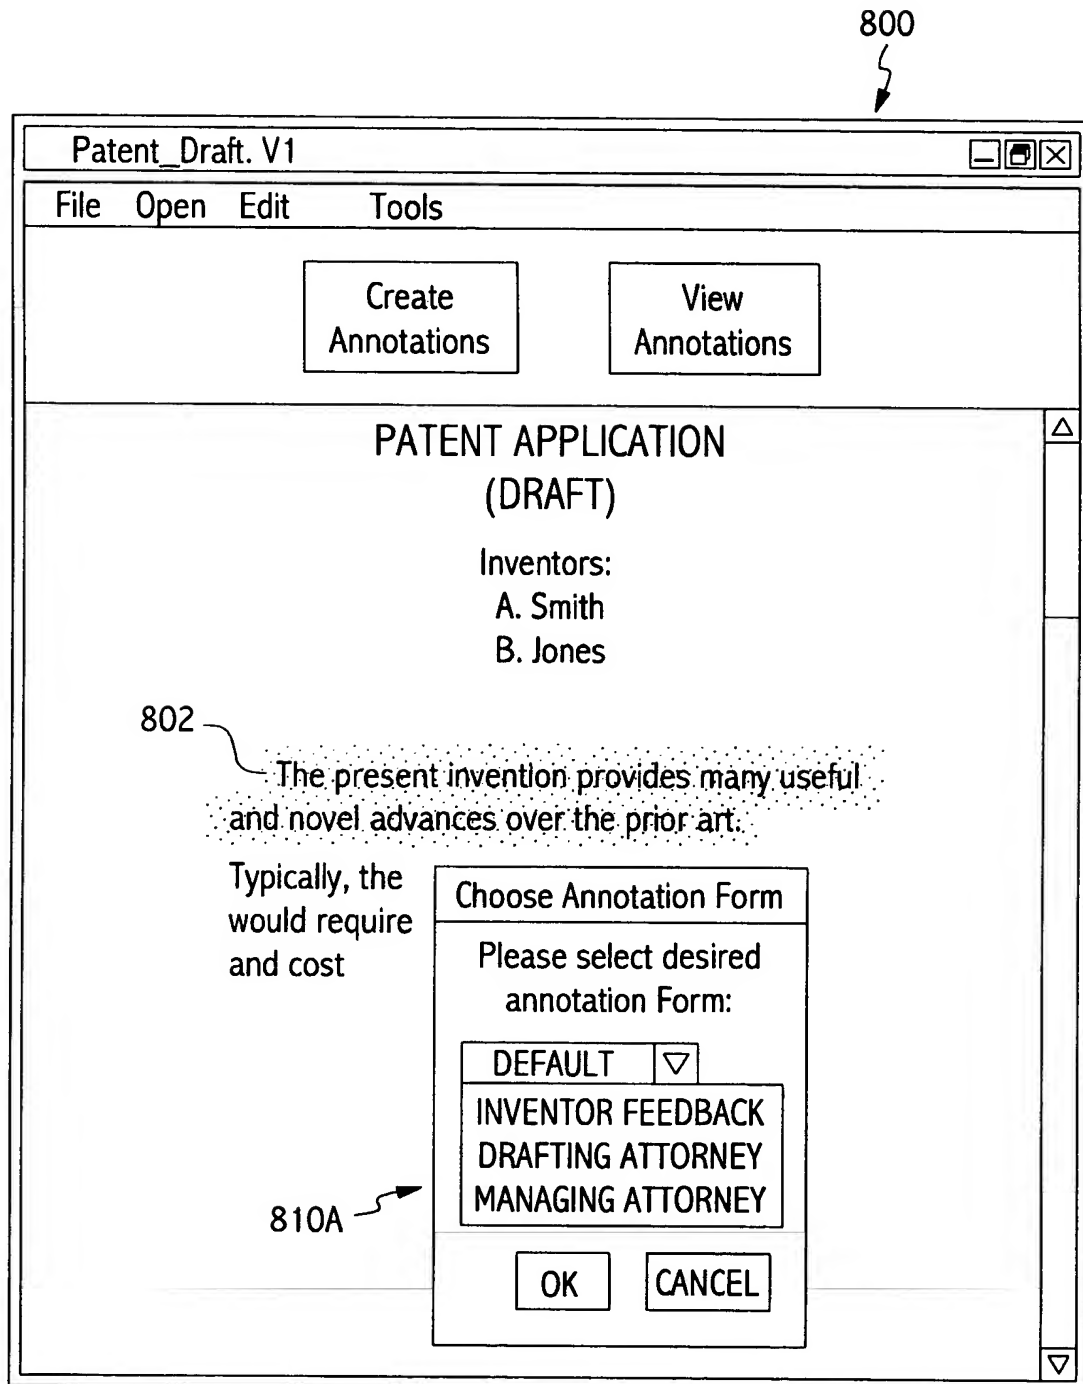 800
Patent_Draft. V1
File Open Edit Tools
Create
Annotations
View
Annotations
PATENT APPLICATION
(DRAFT)
Inventors:
A. Smith
B. Jones
802
The present invention provides many useful
and novel advances over the prior art.
Typically, the
would require
and cost
Choose Annotation Form
Please select desired
annotation Form:
DEFAULT
INVENTOR FEEDBACK
DRAFTING ATTORNEY
MANAGING ATTORNEY
810A
OK CANCEL